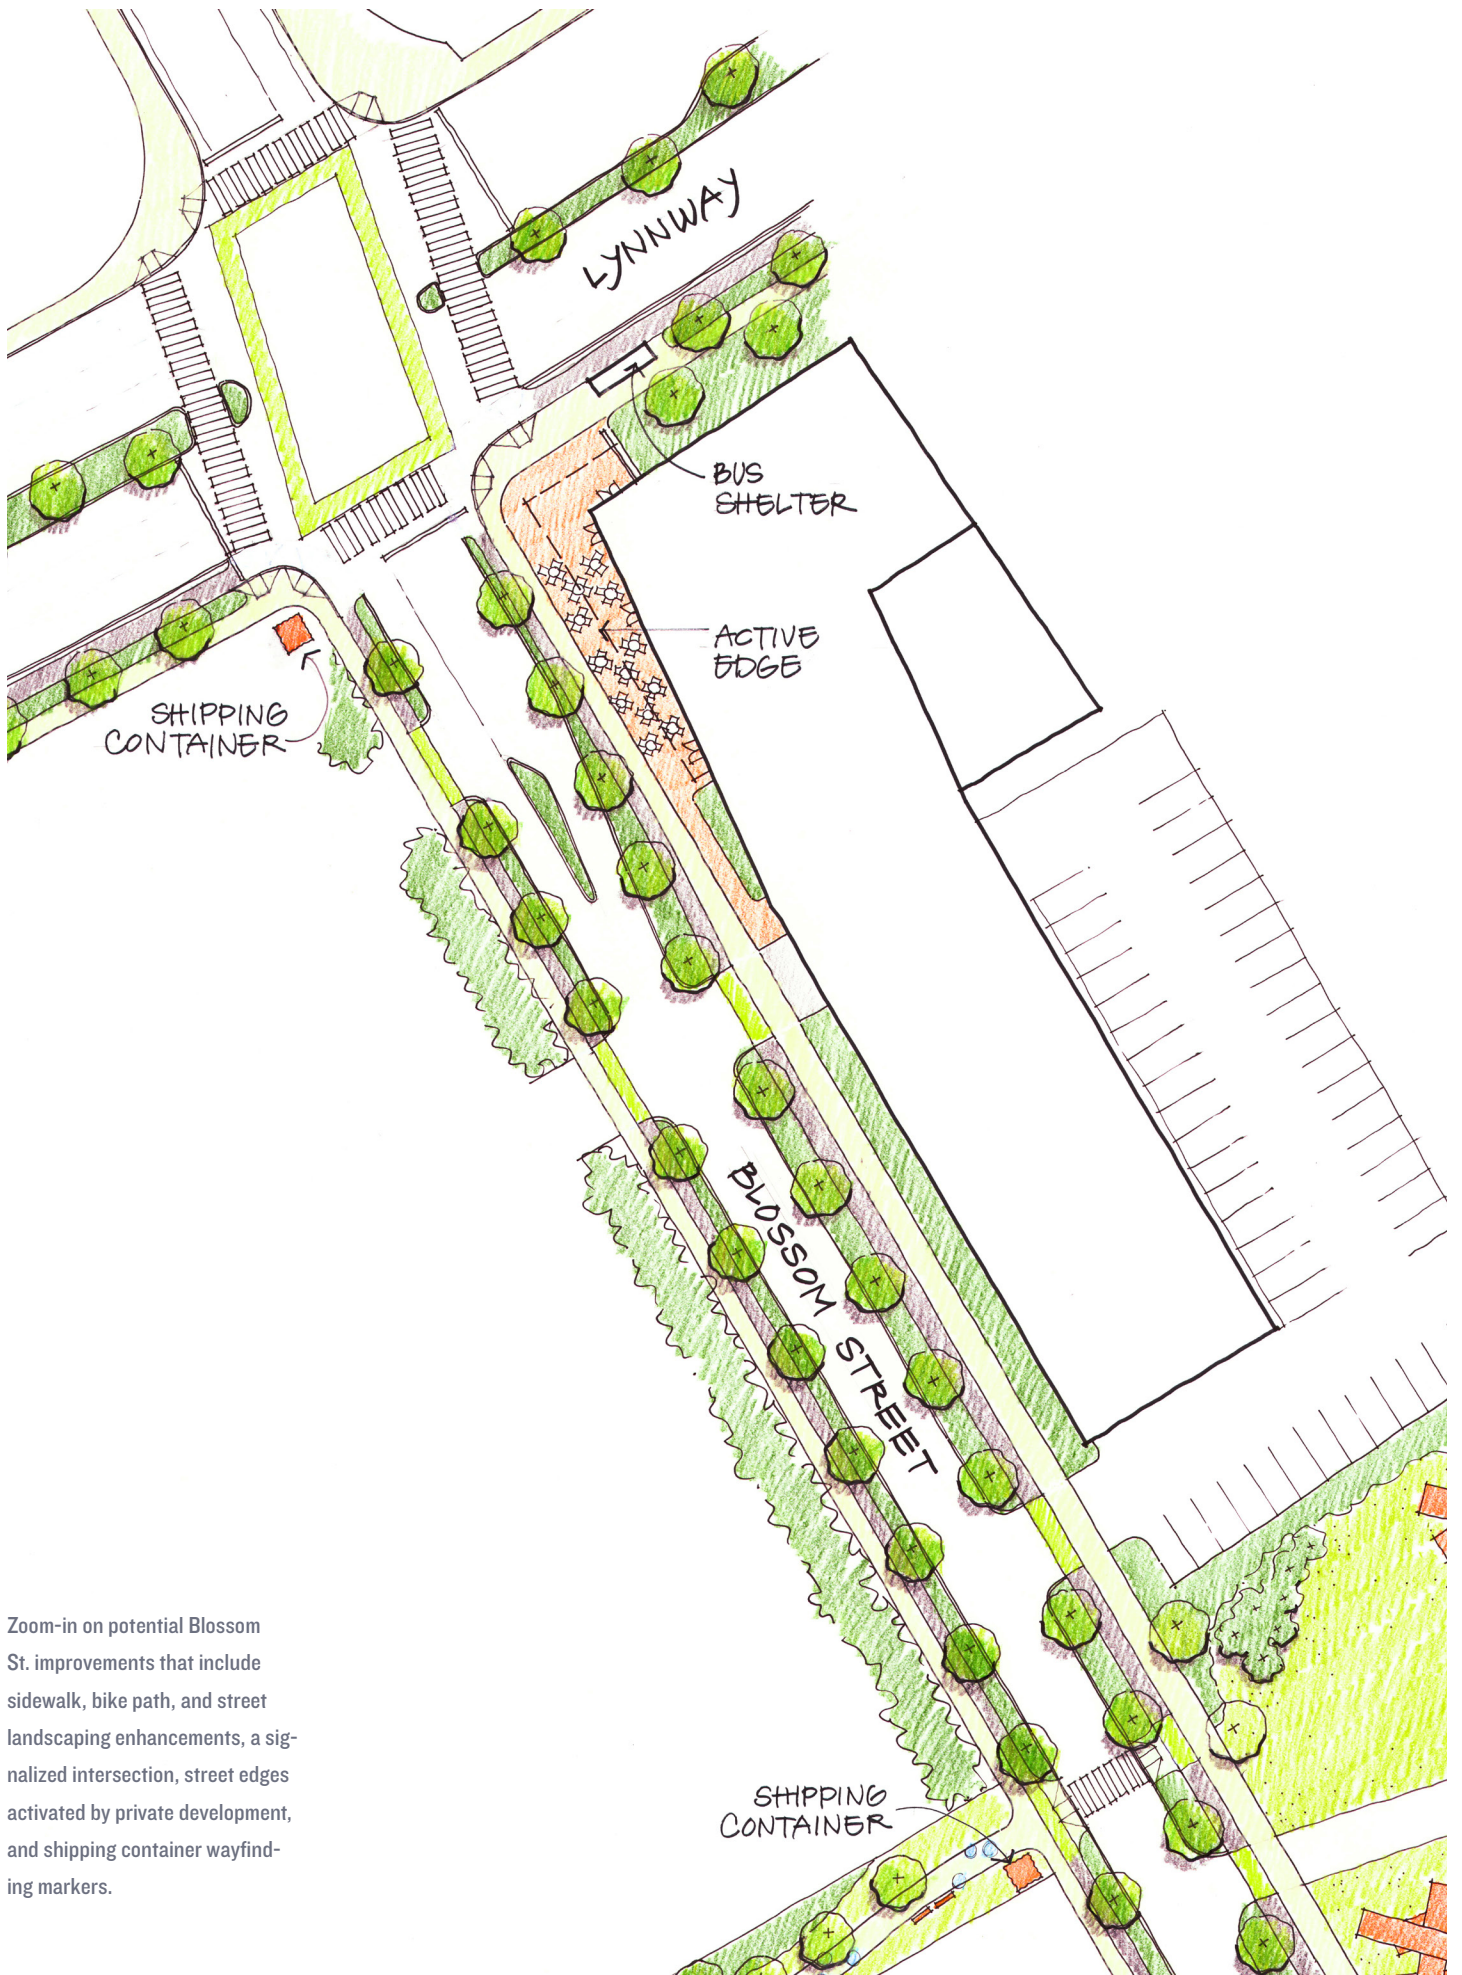 LYNNWAY
BUS
SHELTER
ACTIVE
EDGE
SHIPPING
CONTAINER
BLOSSOM STREET
Zoom-in on potential Blossom
St. improvements that include
sidewalk, bike path, and street
landscaping enhancements, a sig-
nalized intersection, street edges
activated by private development,
and shipping container wayfind-
ing markers.
SHIPPING
CONTAINER